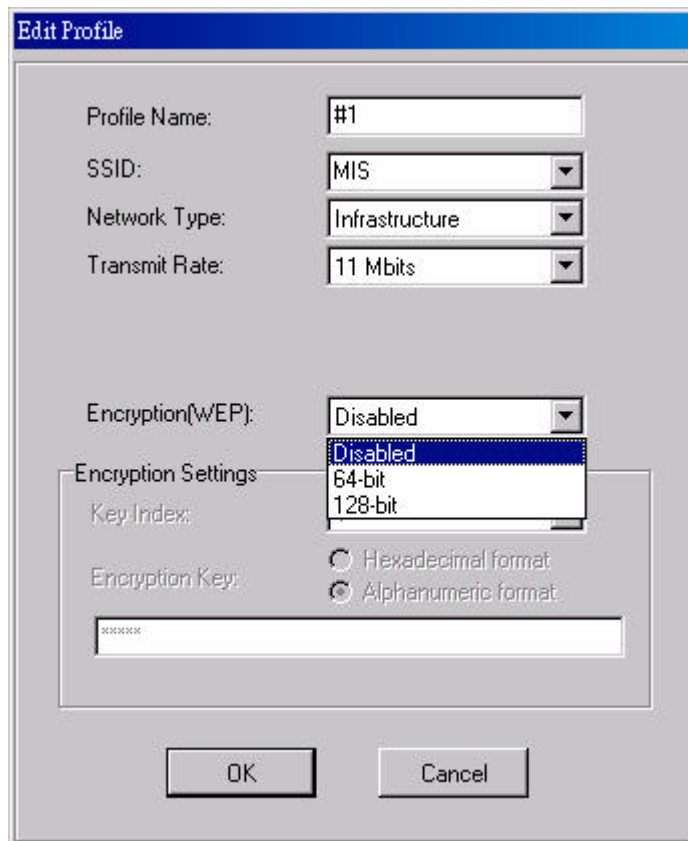 Edit Profile
Profile Name: #1
SSID: MIS
Network Type: Infrastructure
Transmit Rate: 11 Mbits
Encryption(WEP): Disabled
Disabled
64-bit
128-bit
Encryption Settings
Key Index:
Hexadecimal format
Encryption Key:
Alphanumeric format
*****
OK Cancel